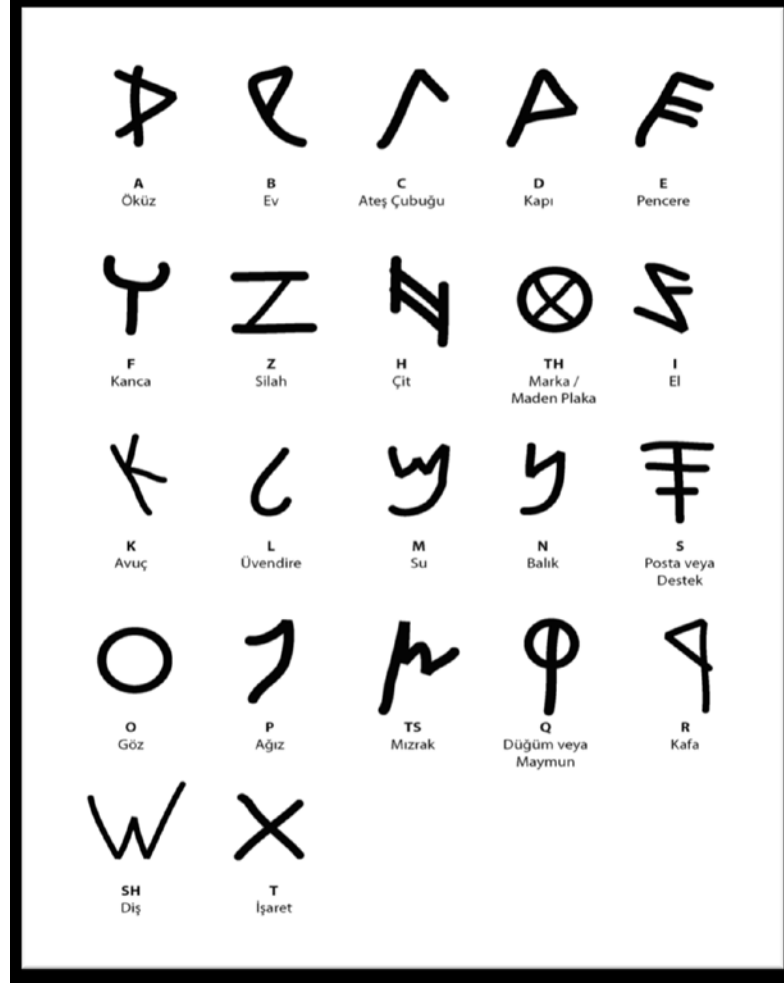 A B C D E
Öküz Ev Ateş Çubuğu Kapı Pencere
F Z H TH I
Kanca Silah Çit Marka / El
Maden Plaka
K L M N S
Avuç Üvendire Su Balık Posta veya
Destek
O P TS Q R
Göz Ağız Mızrak Düğüm veya Kafa
Maymun
SH T
Diş İşaret